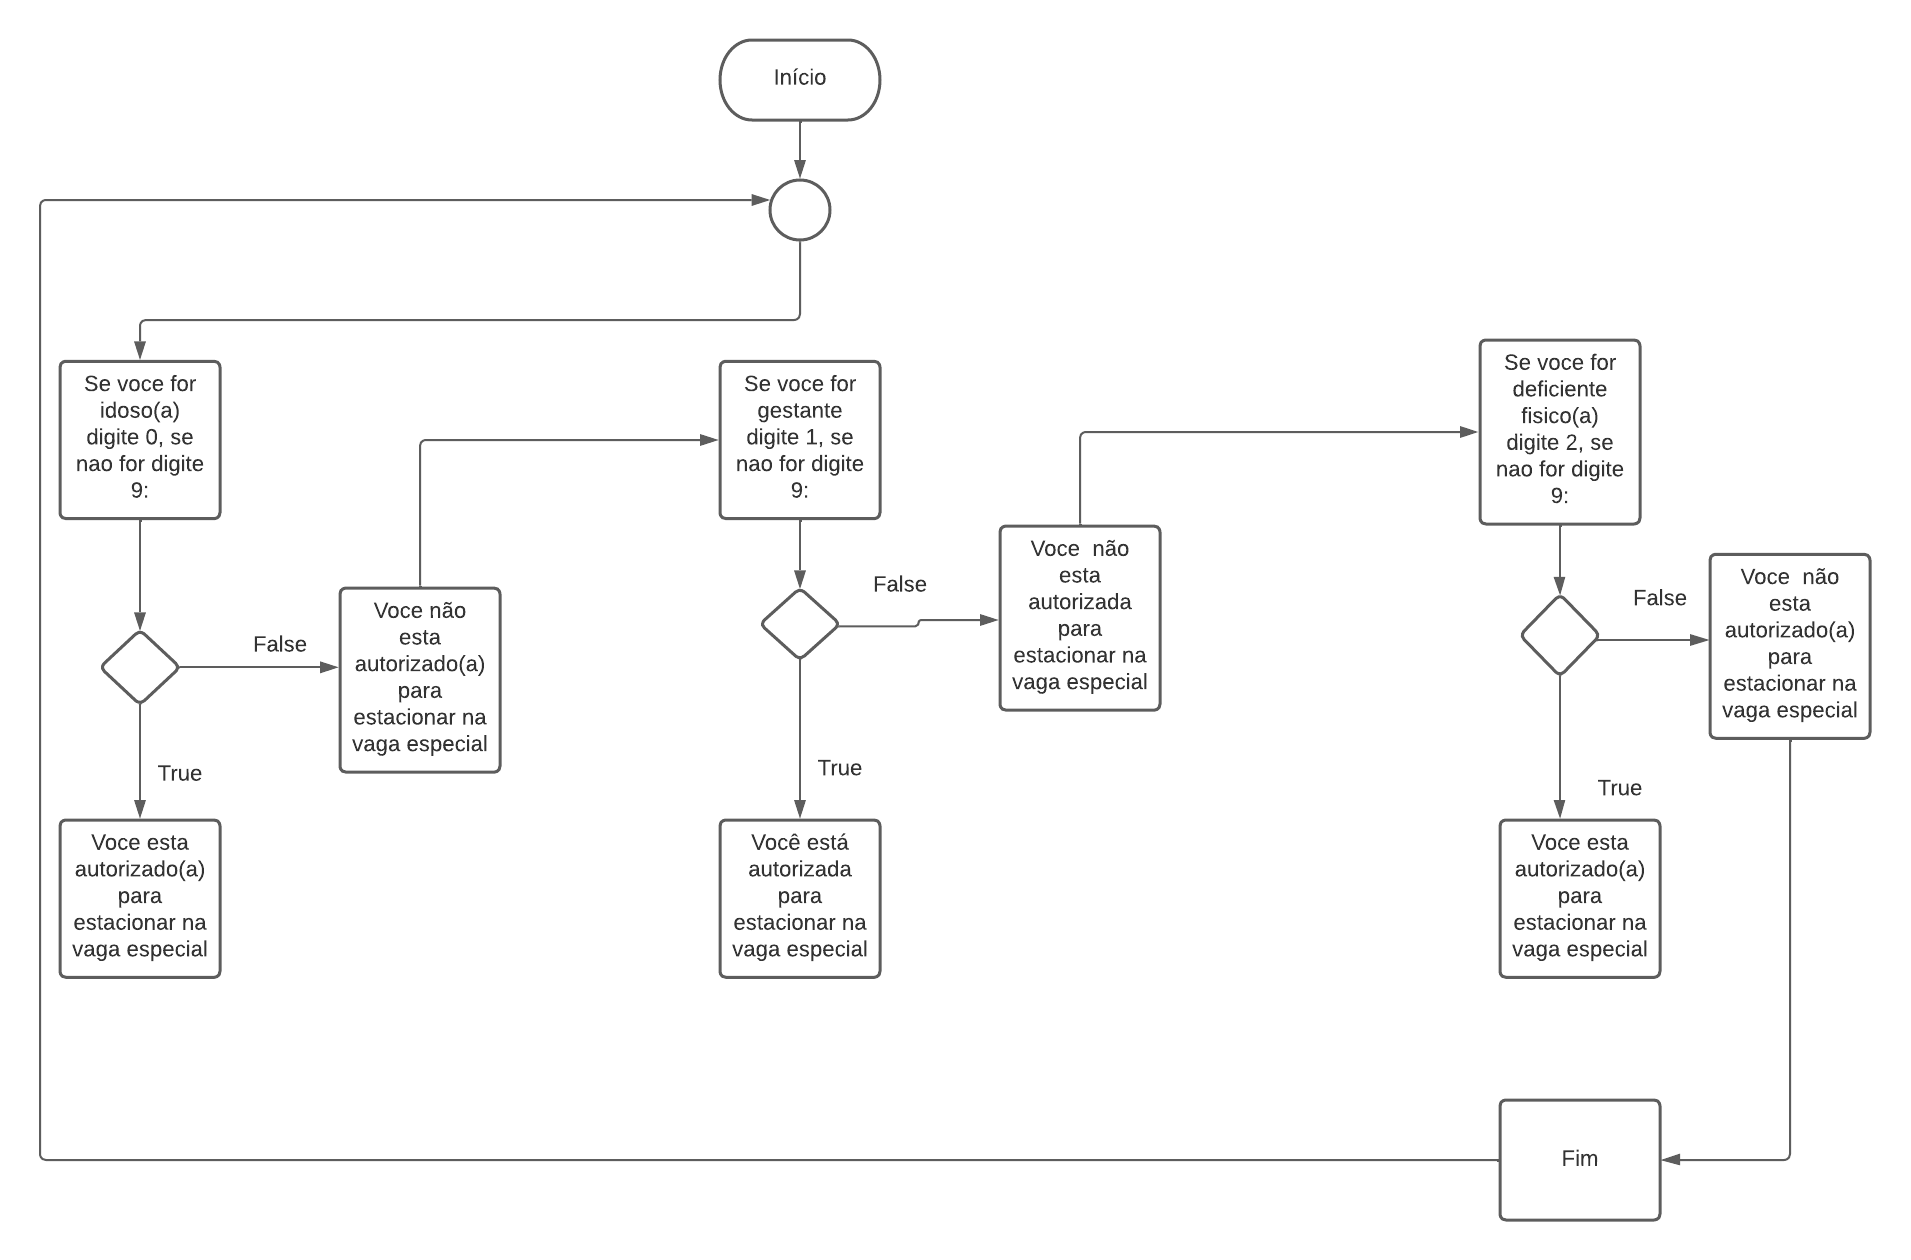 Início
Se voce for
idoso(a)
digite 0, se
nao for digite
9:
False
Voce não
esta
autorizado(a)
para
estacionar na
vaga especial
True
Voce esta
autorizado(a)
para
estacionar na
vaga especial
Se voce for
gestante
digite 1, se
nao for digite
9:
False
Voce  não
esta
autorizada
para
estacionar na
vaga especial
True
Você está
autorizada
para
estacionar na
vaga especial
Se voce for
deficiente
fisico(a)
digite 2, se
nao for digite
9:
False
Voce  não
esta
autorizado(a)
para
estacionar na
vaga especial
True
Voce esta
autorizado(a)
para
estacionar na
vaga especial
Fim